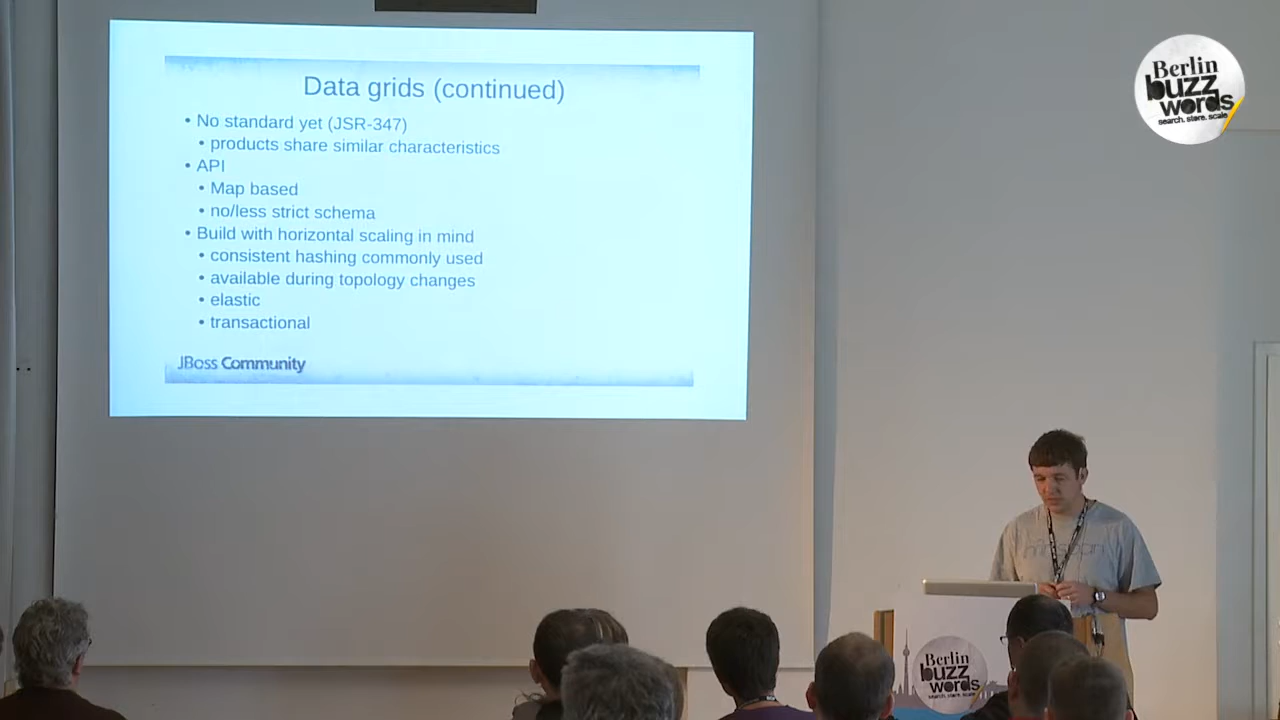 Data grids (continued)
• No standard yet (JSR-347)
• products share similar characteristics
• API
• Map based
• no/less strict schema
• Build with horizontal scaling in mind
• consistent hashing commonly used
• available during topology changes
• elastic
• transactional
JBoss Community
Berlin
buzz
words
search. store. scale
Berlin
buzz
words